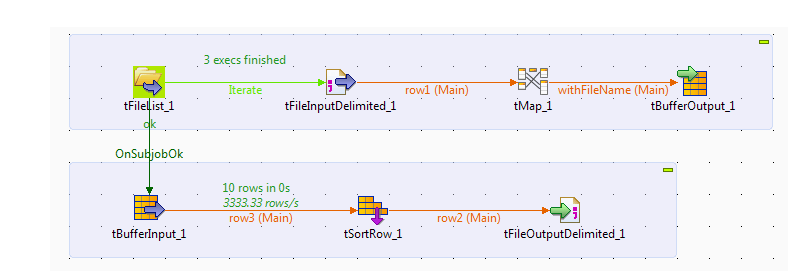 3 execs finished
Iterate
row1 (Main)
withFileName (Main)
tFileList_1
tFileInputDelimited_1
tMap_1
tBufferOutput_1
ok
OnSubjobOk
10 rows in 0s
3333.33 rows/s
row3 (Main)
row2 (Main)
tBufferInput_1
tSortRow_1
tFileOutputDelimited_1